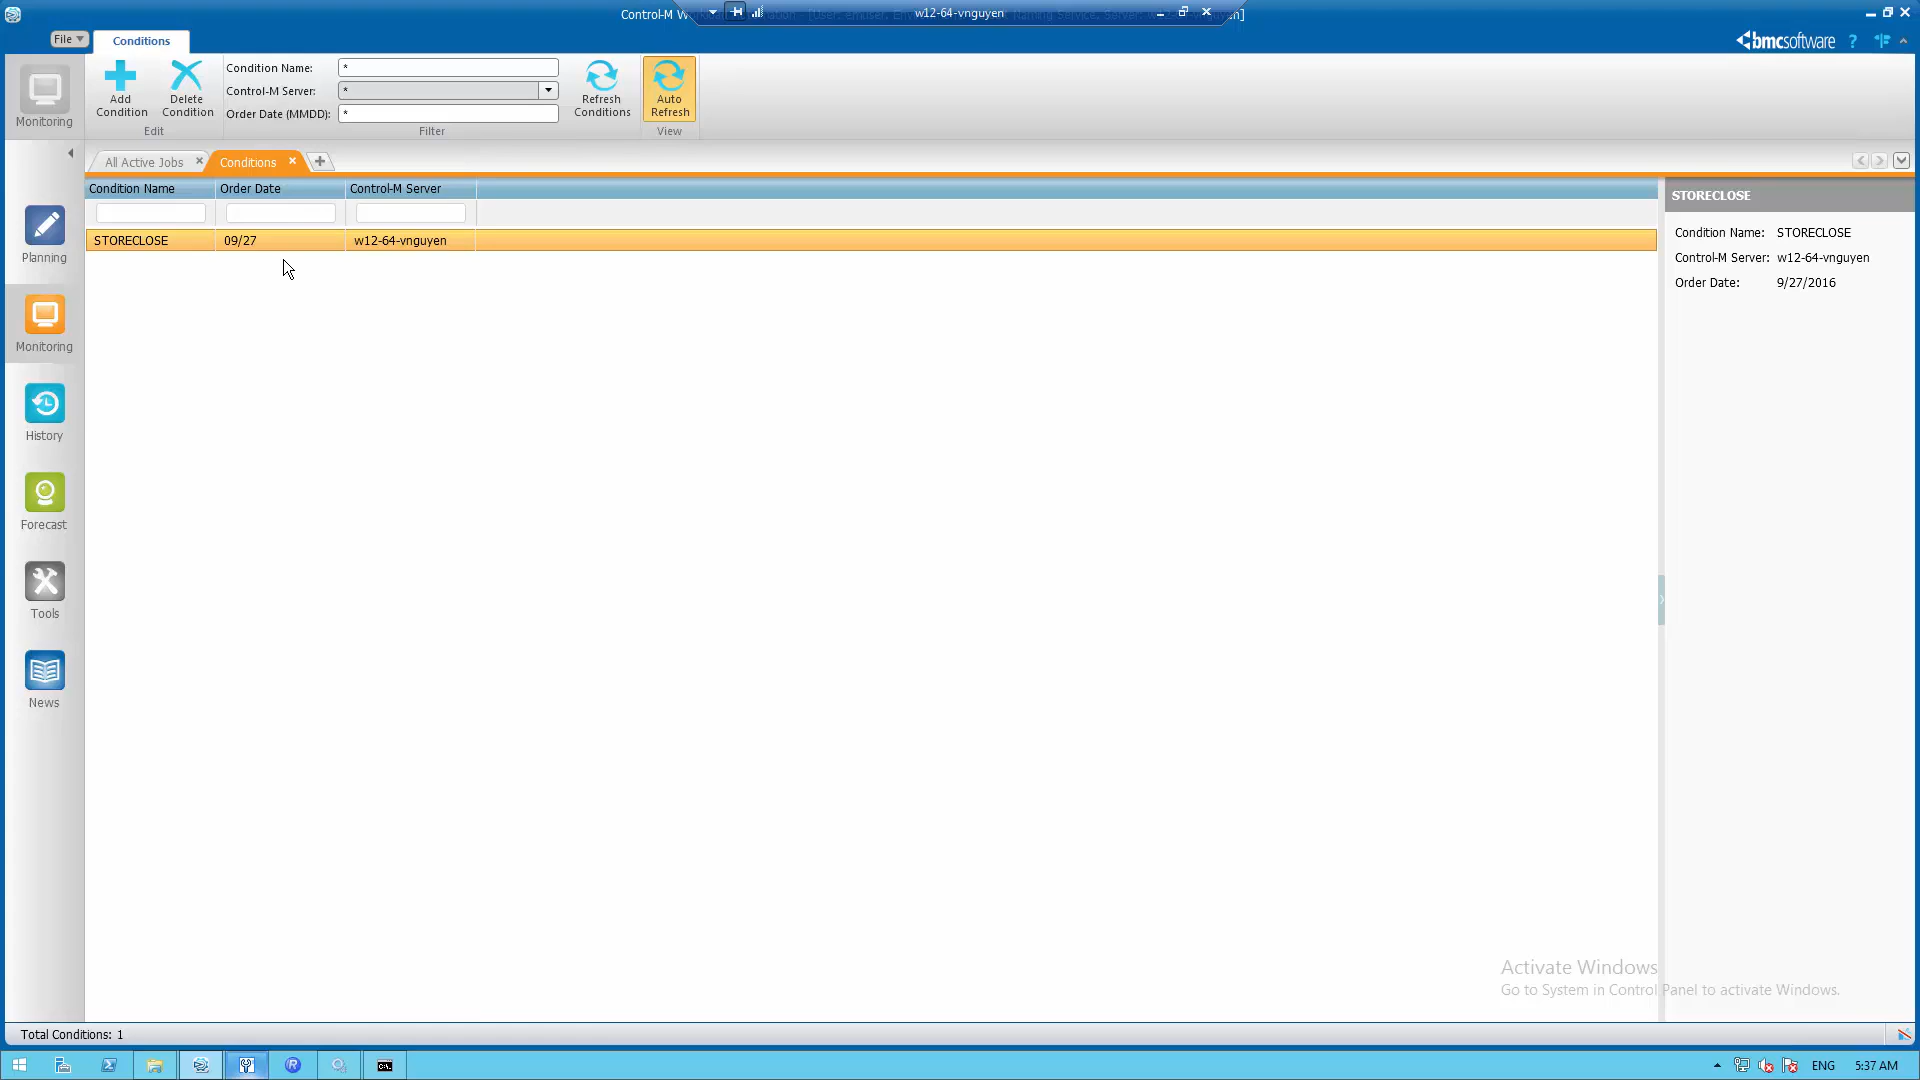 Control-M W
w12-64-vnguyen
File
Conditions
bmcsoftware
?
Monitoring
Add
Condition
Delete
Condition
Edit
Condition Name:
*
Control-M Server:
*
Order Date (MMDD):
*
Filter
Refresh
Conditions
Auto
Refresh
View
All Active Jobs
Conditions
Condition Name
Order Date
Control-M Server
STORECLOSE
09/27
w12-64-vnguyen
STORECLOSE
Condition Name: STORECLOSE
Control-M Server: w12-64-vnguyen
Order Date: 9/27/2016
Planning
Monitoring
History
Forecast
Tools
News
Activate Windows
Go to System in Control Panel to activate Windows.
Total Conditions: 1
ENG
5:37 AM